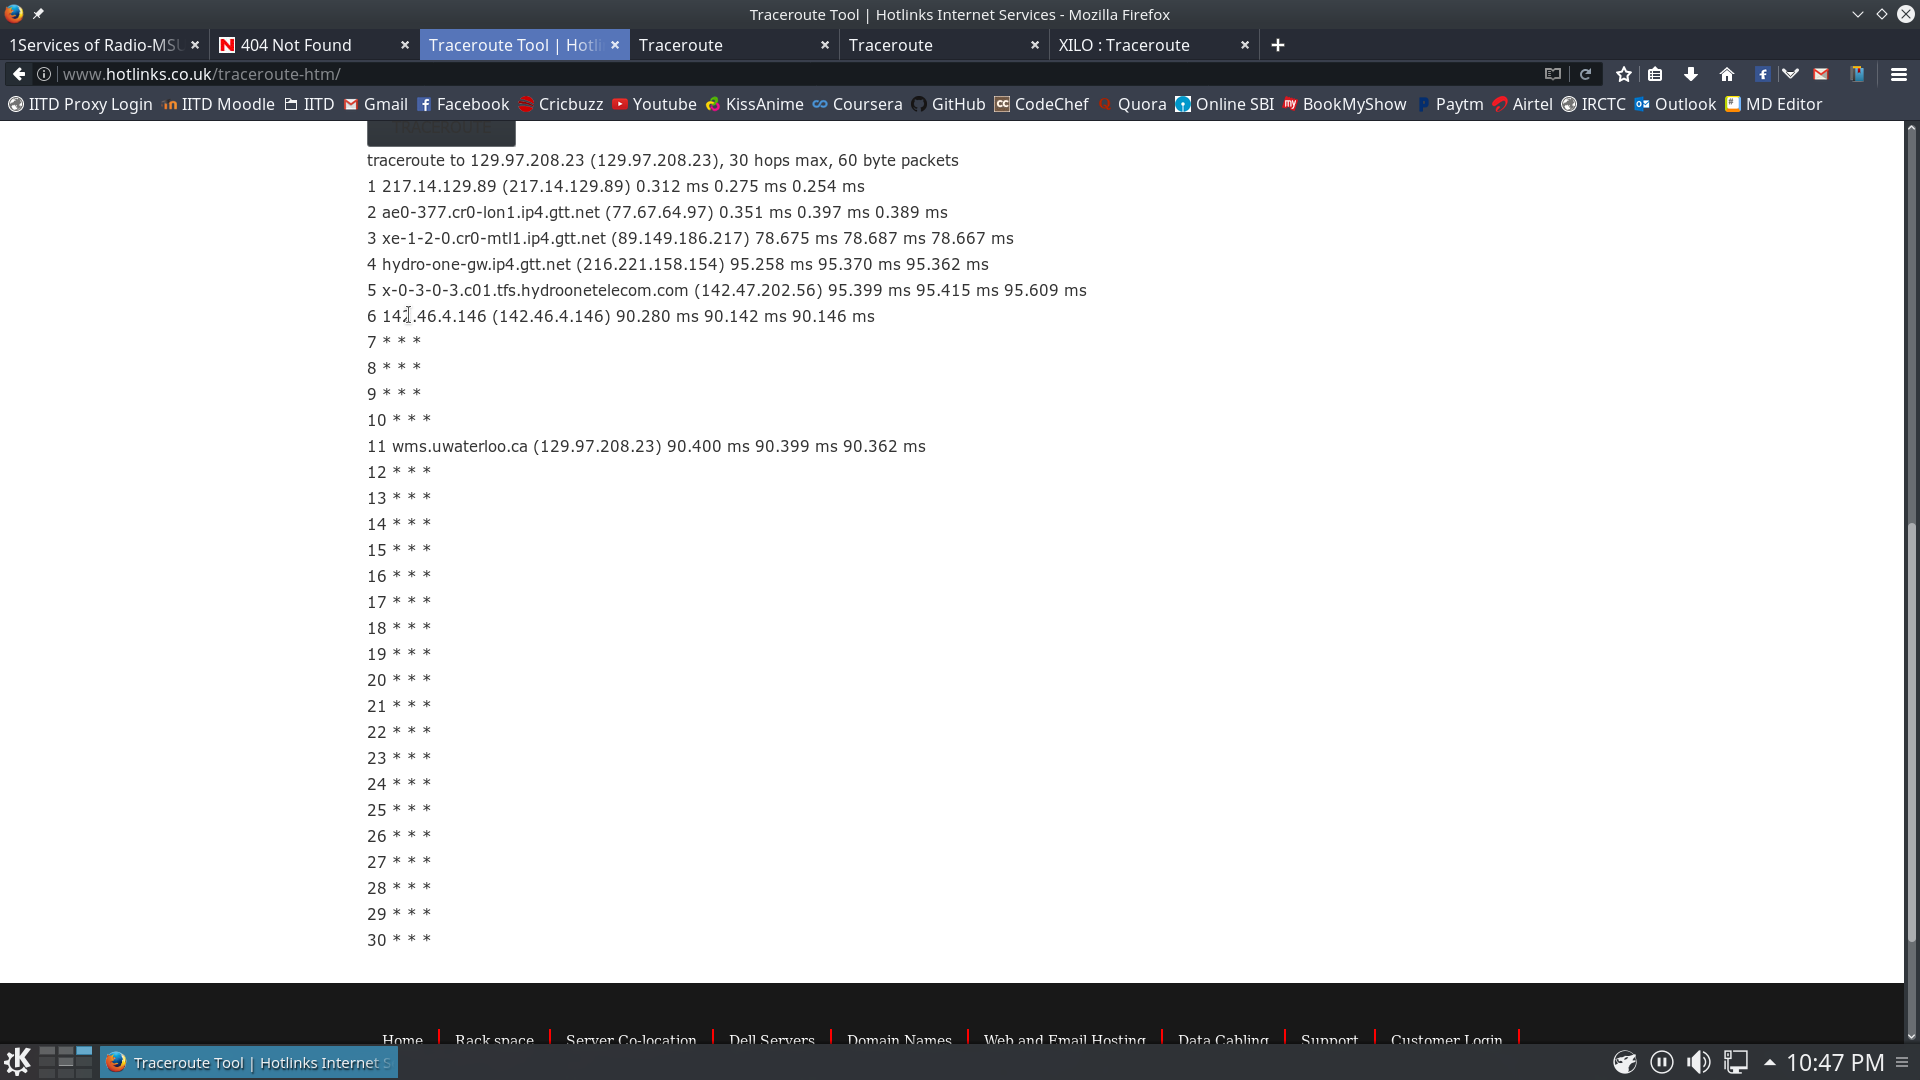 Traceroute Tool | Hotlinks Internet Services - Mozilla Firefox
1Services of Radio-MSU
404 Not Found
Traceroute Tool | Hotli
Traceroute
Traceroute
XILO : Traceroute
www.hotlinks.co.uk/traceroute-htm/
IITD Proxy Login IITD Moodle IITD Gmail Facebook Cricbuzz Youtube KissAnime Coursera GitHub CodeChef Quora Online SBI BookMyShow Paytm Airtel IRCTC Outlook MD Editor
traceroute to 129.97.208.23 (129.97.208.23), 30 hops max, 60 byte packets
1 217.14.129.89 (217.14.129.89) 0.312 ms 0.275 ms 0.254 ms
2 ae0-377.cr0-lon1.ip4.gtt.net (77.67.64.97) 0.351 ms 0.397 ms 0.389 ms
3 xe-1-2-0.cr0-mtl1.ip4.gtt.net (89.149.186.217) 78.675 ms 78.687 ms 78.667 ms
4 hydro-one-gw.ip4.gtt.net (216.221.158.154) 95.258 ms 95.370 ms 95.362 ms
5 x-0-3-0-3.c01.tfs.hydroonetelecom.com (142.47.202.56) 95.399 ms 95.415 ms 95.609 ms
6 142.46.4.146 (142.46.4.146) 90.280 ms 90.142 ms 90.146 ms
7 * * *
8 * * *
9 * * *
10 * * *
11 wms.uwaterloo.ca (129.97.208.23) 90.400 ms 90.399 ms 90.362 ms
12 * * *
13 * * *
14 * * *
15 * * *
16 * * *
17 * * *
18 * * *
19 * * *
20 * * *
21 * * *
22 * * *
23 * * *
24 * * *
25 * * *
26 * * *
27 * * *
28 * * *
29 * * *
30 * * *
Home Rack space Server Co-location Dell Servers Domain Names Web and Email Hosting Data Cabling Support Customer Login
Traceroute Tool | Hotlinks Internet S
10:47 PM